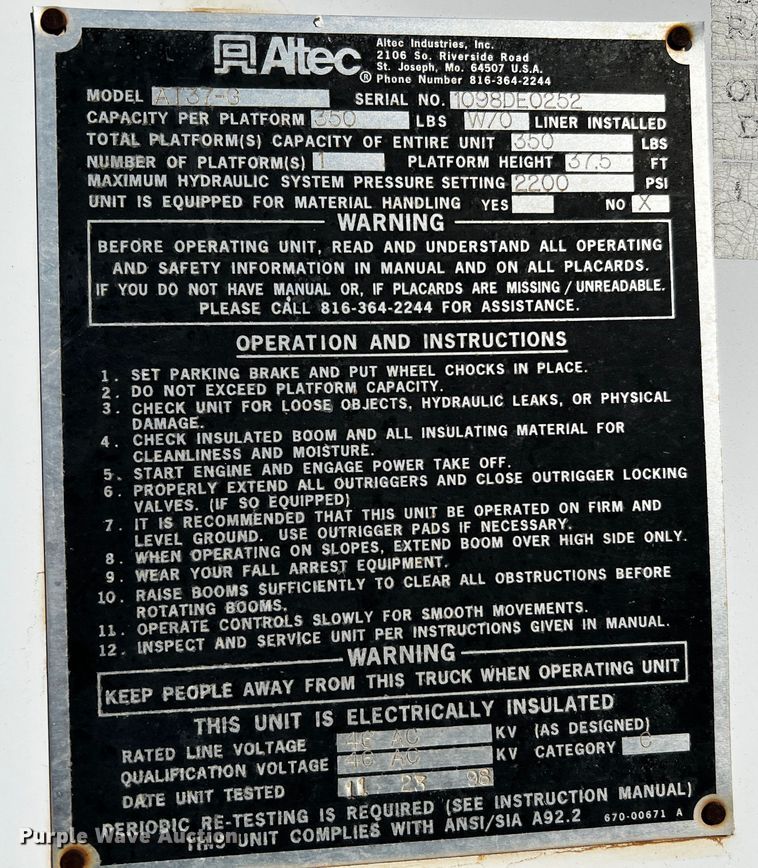 Altec®
Altec Industries, Inc.
2106 So. Riverside Road
St. Joseph, Mo. 64507 U.S.A.
Phone Number 816-364-2244
MODEL AT37-G SERIAL NO. 1098DE0252
CAPACITY PER PLATFORM 350 LBS W/O LINER INSTALLED
TOTAL PLATFORM(S) CAPACITY OF ENTIRE UNIT 350 LBS
NUMBER OF PLATFORM(S) 1 PLATFORM HEIGHT 37.5 FT
MAXIMUM HYDRAULIC SYSTEM PRESSURE SETTING 2200 PSI
UNIT IS EQUIPPED FOR MATERIAL HANDLING YES NO X
WARNING
BEFORE OPERATING UNIT, READ AND UNDERSTAND ALL OPERATING
AND SAFETY INFORMATION IN MANUAL AND ON ALL PLACARDS.
IF YOU DO NOT HAVE MANUAL OR, IF PLACARDS ARE MISSING/UNREADABLE.
PLEASE CALL 816-364-2244 FOR ASSISTANCE.
OPERATION AND INSTRUCTIONS
1. SET PARKING BRAKE AND PUT WHEEL CHOCKS IN PLACE.
2. DO NOT EXCEED PLATFORM CAPACITY.
3. CHECK UNIT FOR LOOSE OBJECTS, HYDRAULIC LEAKS, OR PHYSICAL
DAMAGE.
4. CHECK INSULATED BOOM AND ALL INSULATING MATERIAL FOR
CLEANLINESS AND MOISTURE.
5. START ENGINE AND ENGAGE POWER TAKE OFF.
6. PROPERLY EXTEND ALL OUTRIGGERS AND CLOSE OUTRIGGER LOCKING
VALVES. (IF SO EQUIPPED)
7. IT IS RECOMMENDED THAT THIS UNIT BE OPERATED ON FIRM AND
LEVEL GROUND. USE OUTRIGGER PADS IF NECESSARY.
8. WHEN OPERATING ON SLOPES, EXTEND BOOM OVER HIGH SIDE ONLY.
9. WEAR YOUR FALL ARREST EQUIPMENT.
10. RAISE BOOMS SUFFICIENTLY TO CLEAR ALL OBSTRUCTIONS BEFORE
ROTATING BOOMS.
11. OPERATE CONTROLS SLOWLY FOR SMOOTH MOVEMENTS.
12. INSPECT AND SERVICE UNIT PER INSTRUCTIONS GIVEN IN MANUAL.
WARNING
KEEP PEOPLE AWAY FROM THIS TRUCK WHEN OPERATING UNIT
THIS UNIT IS ELECTRICALLY INSULATED
RATED LINE VOLTAGE 46 AC KV (AS DESIGNED)
QUALIFICATION VOLTAGE 46 AC KV CATEGORY C
DATE UNIT TESTED 11 23 98
PERIODIC RE-TESTING IS REQUIRED (SEE INSTRUCTION MANUAL)
THIS UNIT COMPLIES WITH ANSI/SIA A92.2 670-00671 A
Purple Wave Auction